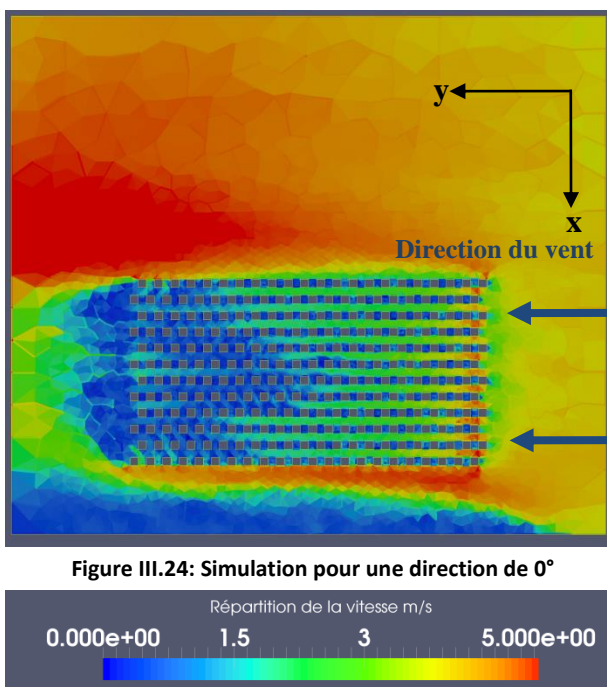 y
x
Direction du vent
Figure III.24: Simulation pour une direction de 0°
Répartition de la vitesse m/s
0.000e+00 1.5 3 5.000e+00